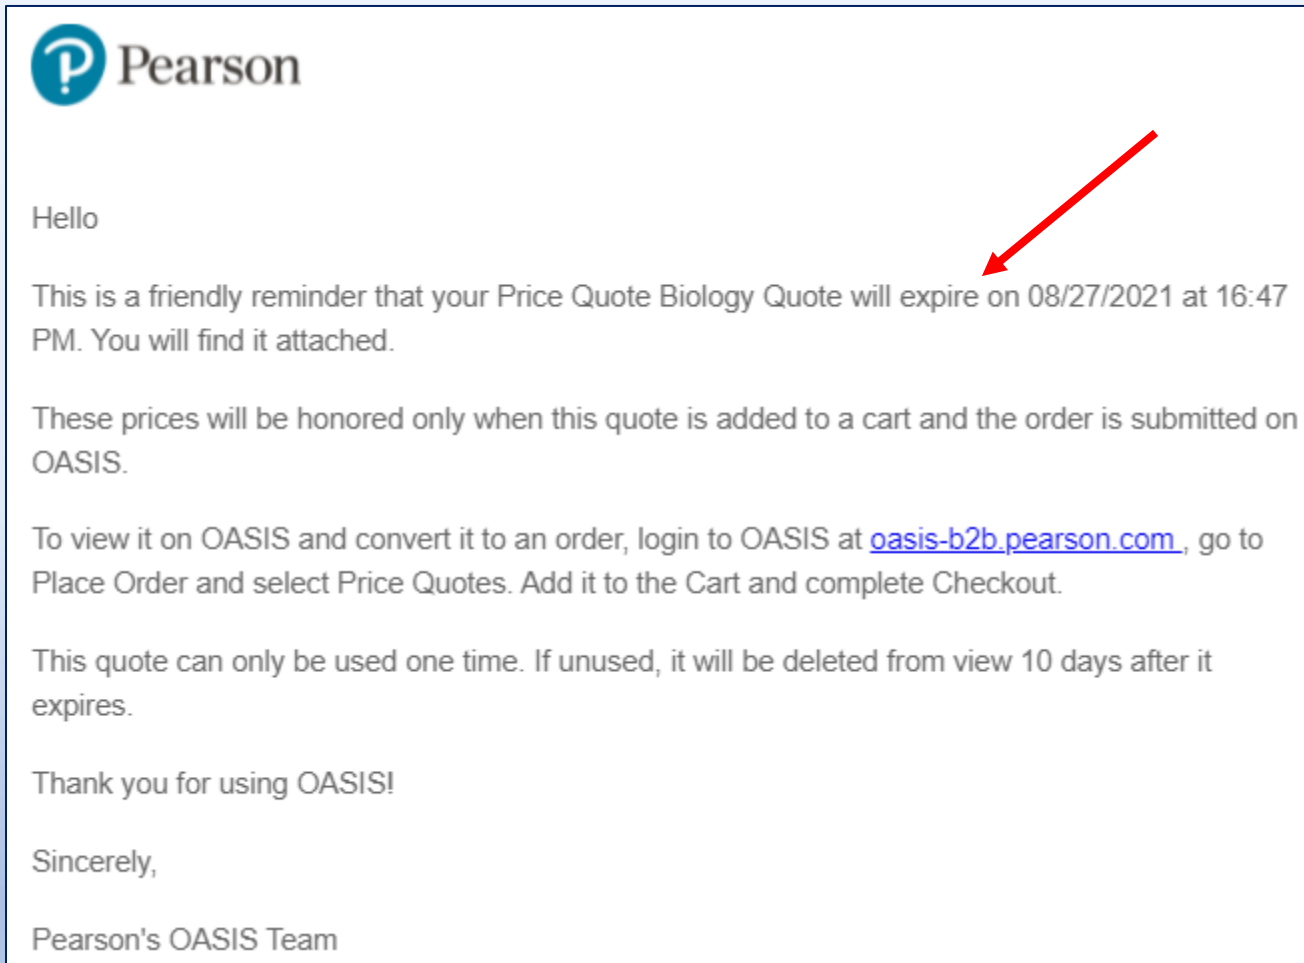 Pearson
Hello
This is a friendly reminder that your Price Quote Biology Quote will expire on 08/27/2021 at 16:47
PM. You will find it attached.
These prices will be honored only when this quote is added to a cart and the order is submitted on
OASIS.
To view it on OASIS and convert it to an order, login to OASIS at oasis-b2b.pearson.com , go to
Place Order and select Price Quotes. Add it to the Cart and complete Checkout.
This quote can only be used one time. If unused, it will be deleted from view 10 days after it
expires.
Thank you for using OASIS!
Sincerely,
Pearson's OASIS Team